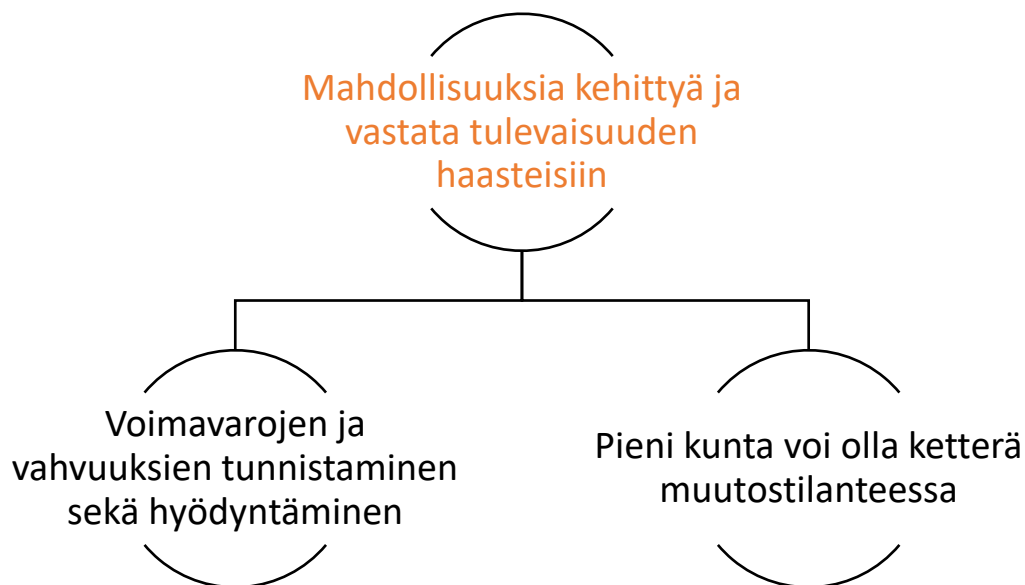 Mahdollisuuksia kehittyä ja
vastata tulevaisuuden
haasteisiin
Voimavarojen ja
vahvuuksien tunnistaminen
sekä hyödyntäminen
Pieni kunta voi olla ketterä
muutostilanteessa